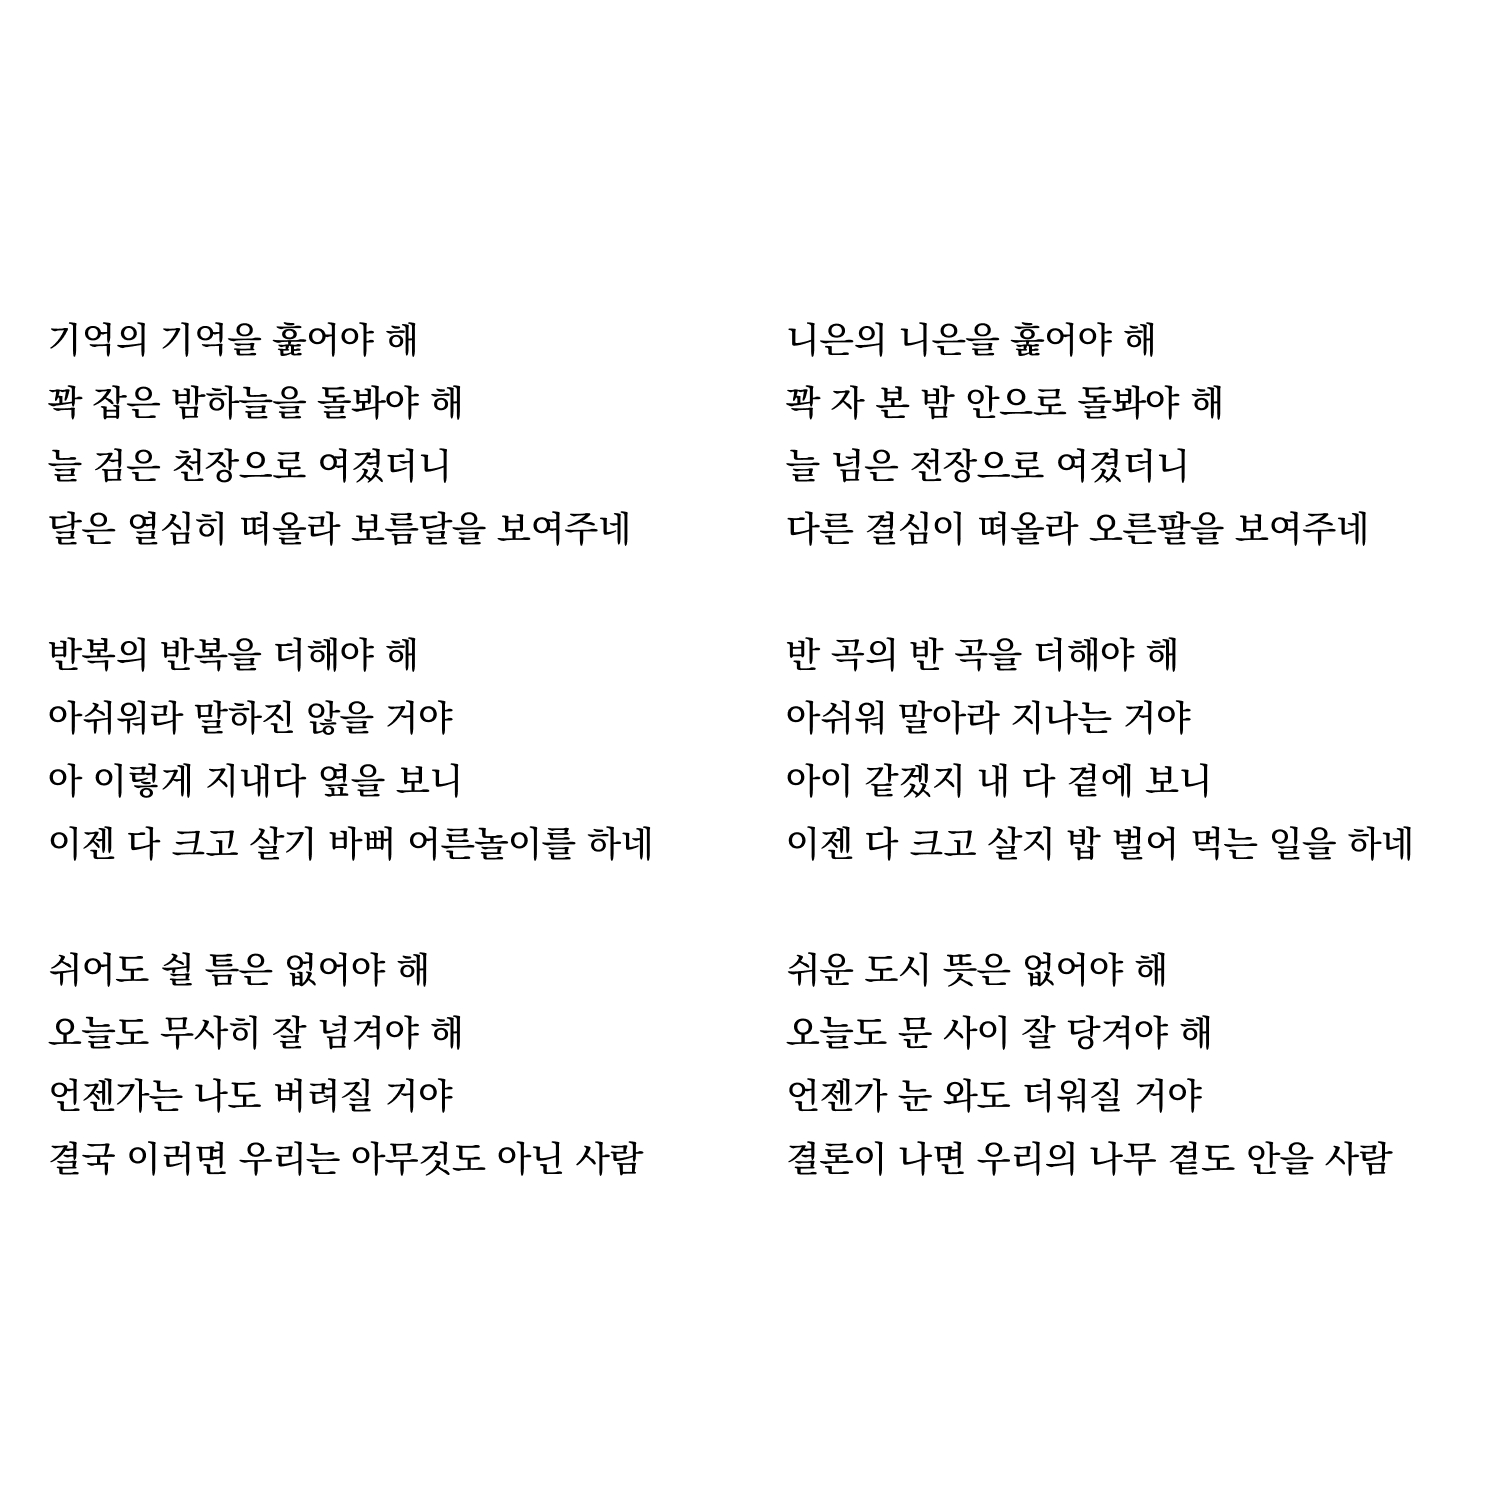 기억의 기억을 훑어야 해
꽉 잡은 밤하늘을 돌봐야 해
늘 검은 천장으로 여겼더니
달은 열심히 떠올라 보름달을 보여주네
반복의 반복을 더해야 해
아쉬워라 말하진 않을 거야
아 이렇게 지내다 옆을 보니
이젠 다 크고 살기 바뻐 어른놀이를 하네
쉬어도 쉴 틈은 없어야 해
오늘도 무사히 잘 넘겨야 해
언젠가는 나도 버려질 거야
결국 이러면 우리는 아무것도 아닌 사람
니은의 니은을 훑어야 해
꽉 자 본 밤 안으로 돌봐야 해
늘 넘은 전장으로 여겼더니
다른 결심이 떠올라 오른팔을 보여주네
반 곡의 반 곡을 더해야 해
아쉬워 말아라 지나는 거야
아이 같겠지 내 다 곁에 보니
이젠 다 크고 살지 밥 벌어 먹는 일을 하네
쉬운 도시 뜻은 없어야 해
오늘도 문 사이 잘 당겨야 해
언젠가 눈 와도 더워질 거야
결론이 나면 우리의 나무 곁도 안을 사람